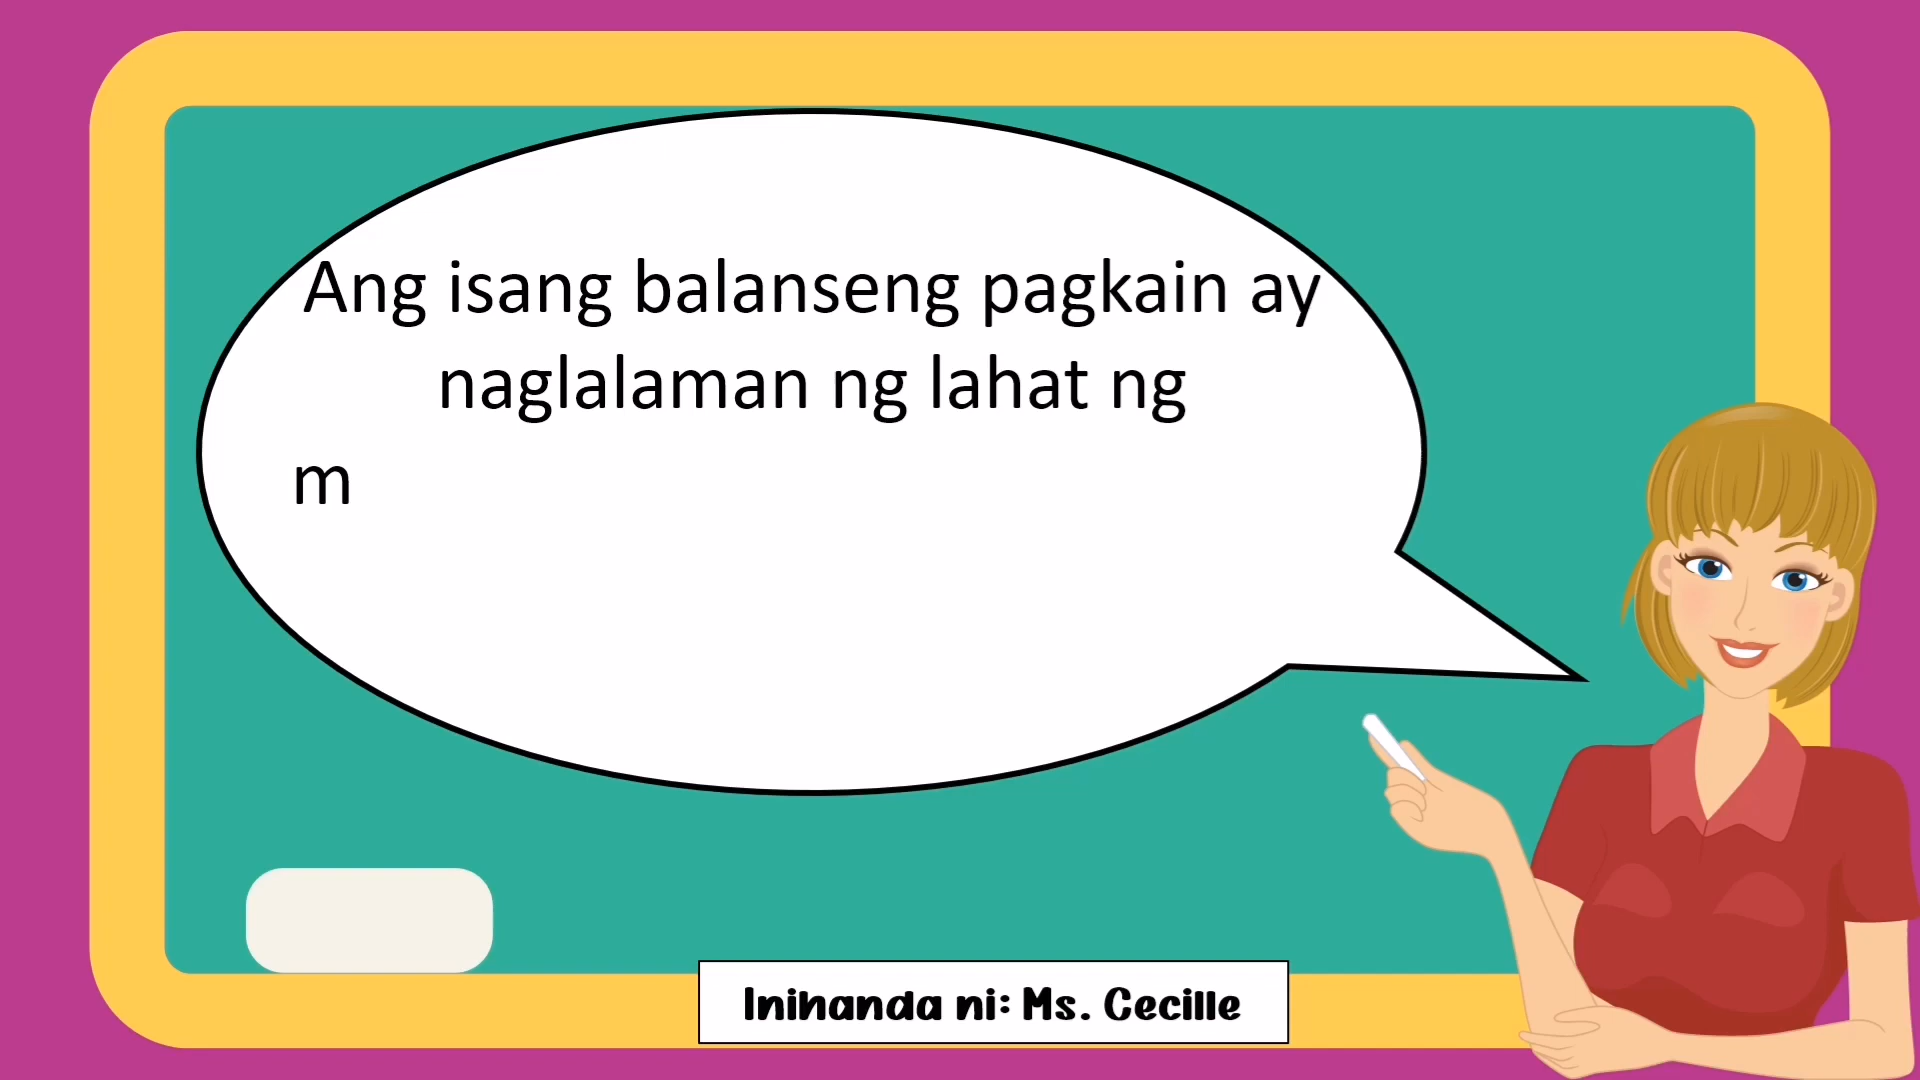 Ang isang balanseng pagkain ay
naglalaman ng lahat ng
m
Inihanda ni: Ms. Cecille